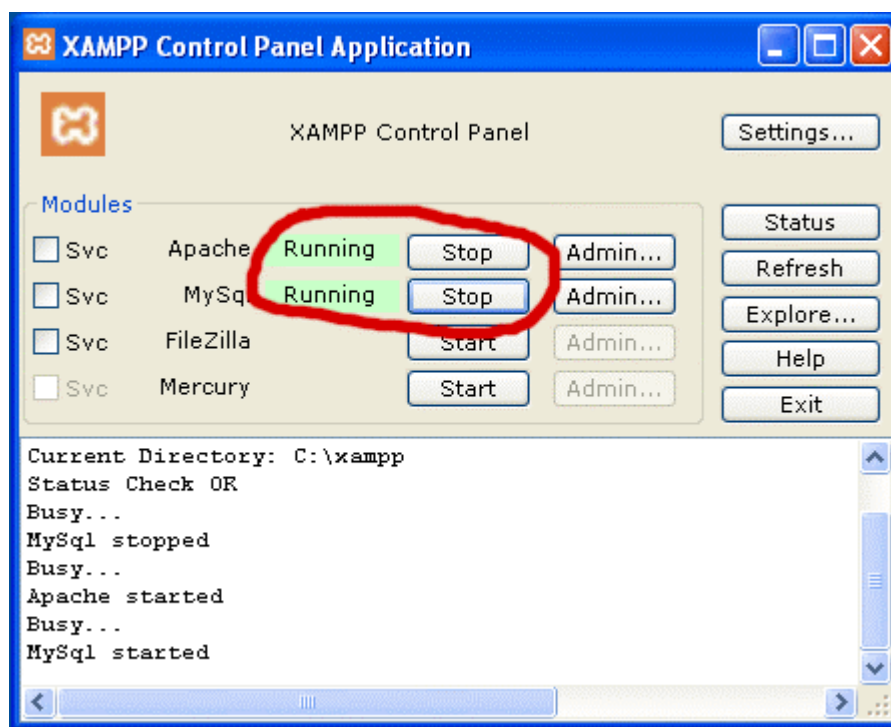 XAMPP Control Panel Application
XAMPP Control Panel
Settings...
Modules
Svc Apache Running Stop Admin...
Svc MySql Running Stop Admin...
Svc FileZilla Start Admin...
Svc Mercury Start Admin...
Status
Refresh
Explore...
Help
Exit
Current Directory: C:\xampp
Status Check OK
Busy...
MySql stopped
Busy...
Apache started
Busy...
MySql started